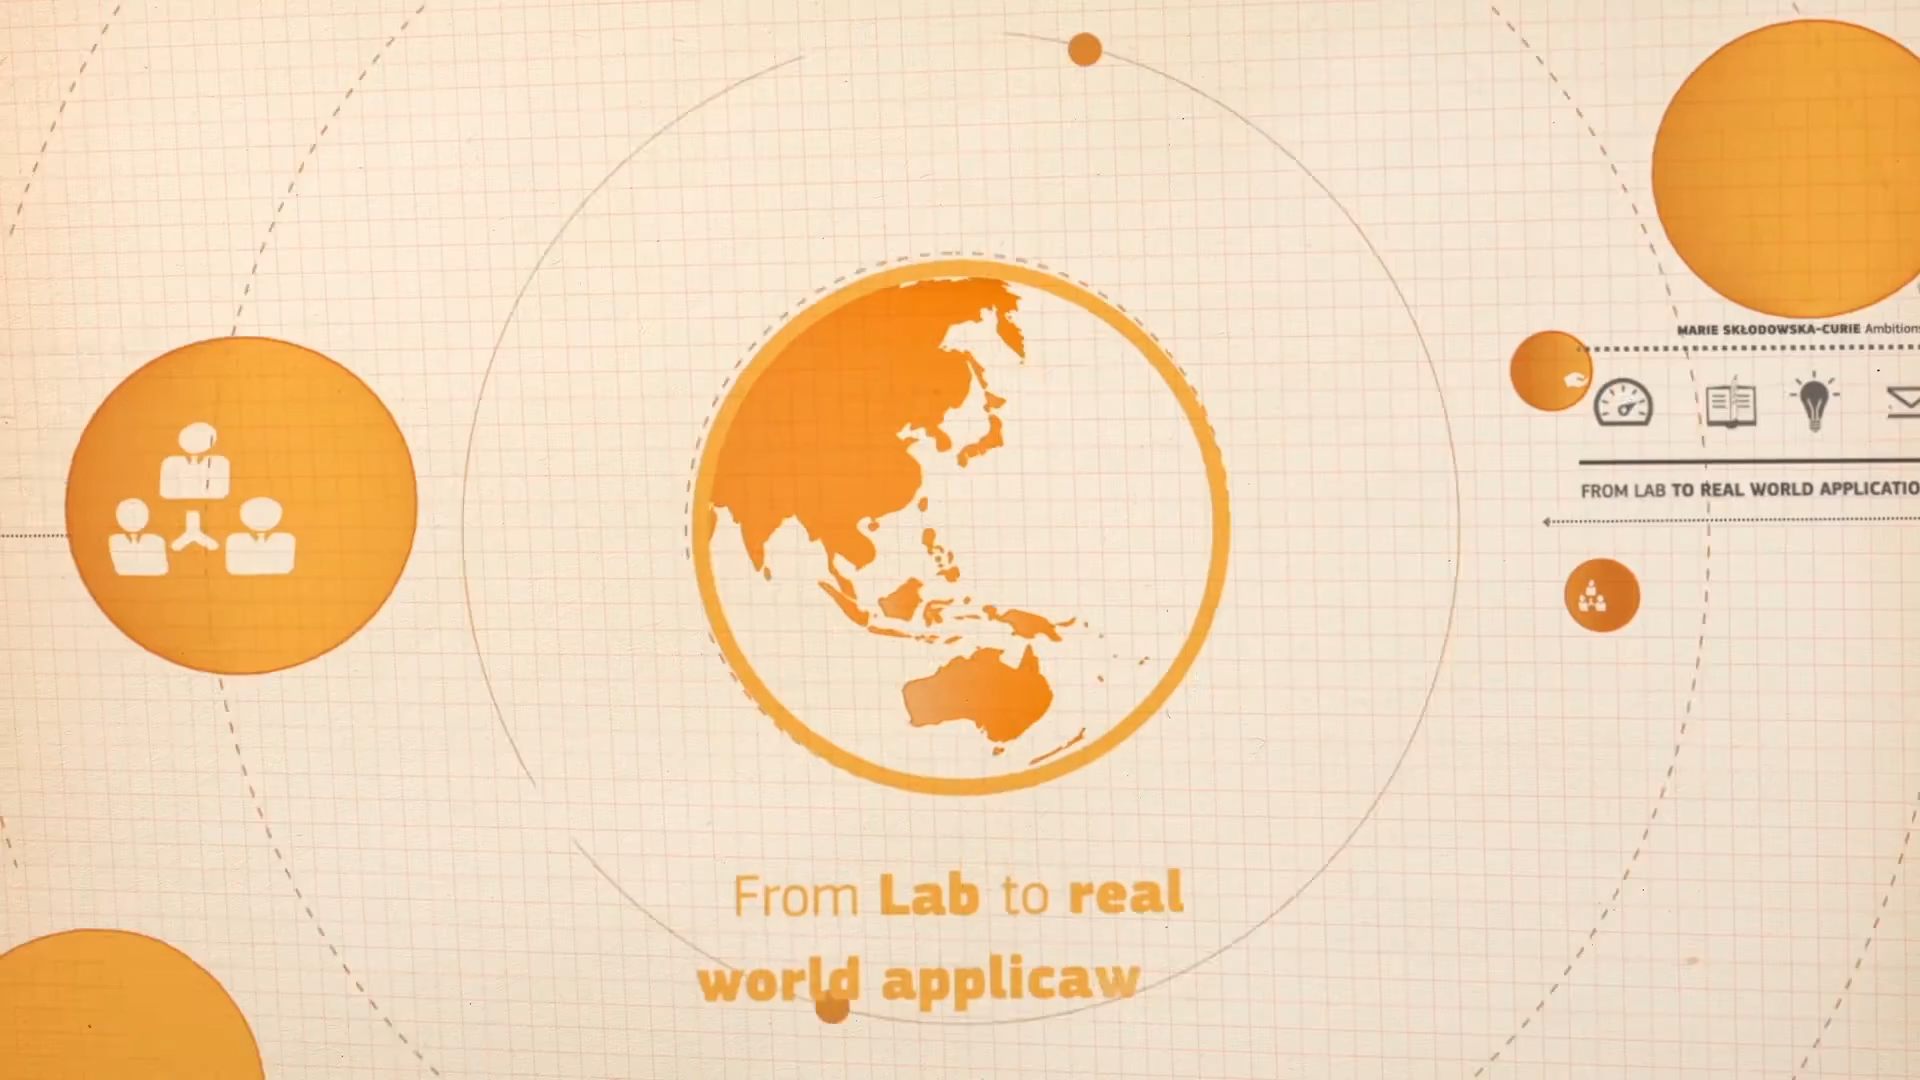 MARIE SKŁODOWSKA-CURIE Ambitions
FROM LAB TO REAL WORLD APPLICATIO
From Lab to real
world applicaw